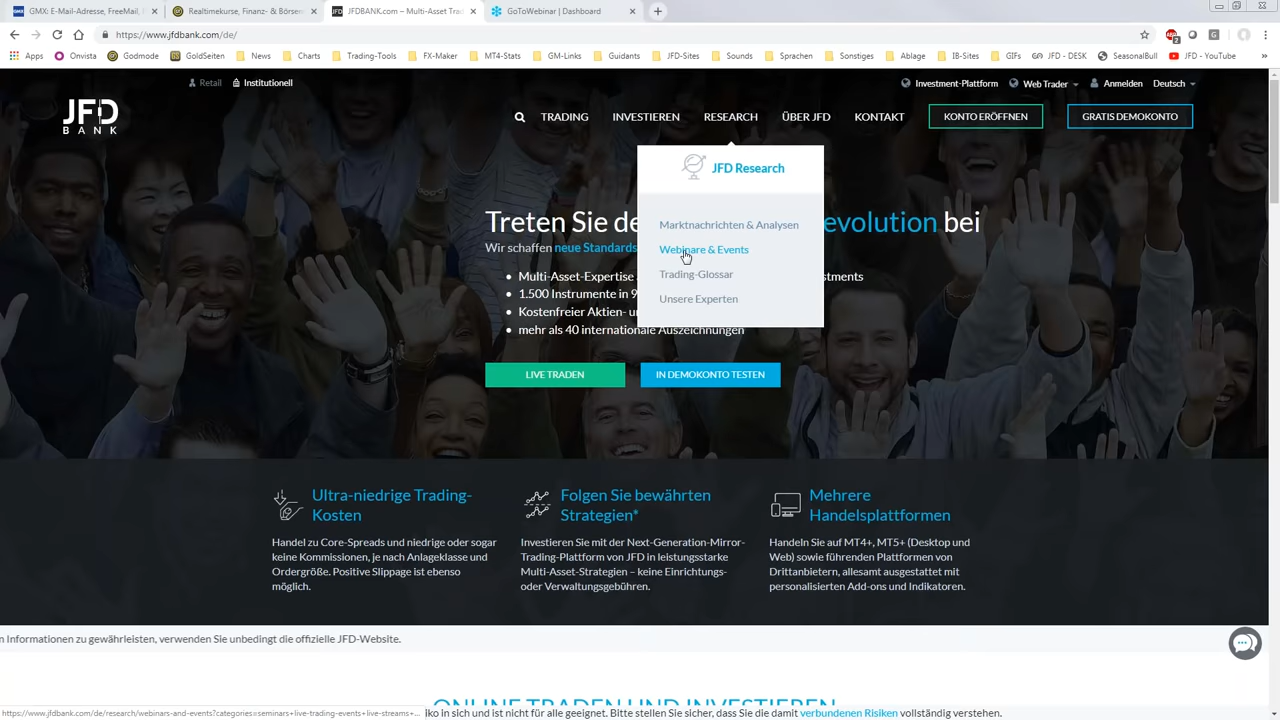 GMX: E-Mail-Adresse, FreeMail, F
Realtimekurse, Finanz- & Börsen
JFDBANK.com – Multi-Asset Trad
GoToWebinar | Dashboard
https://www.jfdbank.com/de/
Apps
Onvista
Godmode
GoldSeiten
News
Charts
Trading-Tools
FX-Maker
MT4-Stats
GM-Links
Guidants
JFD-Sites
Sounds
Sprachen
Sonstiges
Ablage
IB-Sites
GIFs
JFD - DESK
SeasonalBull
JFD - YouTube
Retail
Institutionell
Investment-Plattform
Web Trader
Anmelden
Deutsch
JFD
BANK
TRADING
INVESTIEREN
RESEARCH
ÜBER JFD
KONTAKT
KONTO ERÖFFNEN
GRATIS DEMOKONTO
JFD Research
Marktnachrichten & Analysen
Webinare & Events
Trading-Glossar
Unsere Experten
Treten Sie de evolution bei
Wir schaffen neue Standards
Multi-Asset-Expertise stments
1.500 Instrumente in 9
Kostenfreier Aktien- u
mehr als 40 internationale Auszeichnungen
LIVE TRADEN
IN DEMOKONTO TESTEN
Ultra-niedrige Trading-
Kosten
Handel zu Core-Spreads und niedrige oder sogar
keine Kommissionen, je nach Anlageklasse und
Ordergröße. Positive Slippage ist ebenso
möglich.
Folgen Sie bewährten
Strategien*
Investieren Sie mit der Next-Generation-Mirror-
Trading-Plattform von JFD in leistungsstarke
Multi-Asset-Strategien – keine Einrichtungs-
oder Verwaltungsgebühren.
Mehrere
Handelsplattformen
Handeln Sie auf MT4+, MT5+ (Desktop und
Web) sowie führenden Plattformen von
Drittanbietern, allesamt ausgestattet mit
personalisierten Add-ons und Indikatoren.
n Informationen zu gewährleisten, verwenden Sie unbedingt die offizielle JFD-Website.
ONLINE TRADEN UND INVESTIEREN
https://www.jfdbank.com/de/research/webinars-and-events?categories=seminars+live-trading-events+live-streams+...
iko in sich und ist nicht für alle geeignet. Bitte stellen Sie sicher, dass Sie die damit verbundenen Risiken vollständig verstehen.